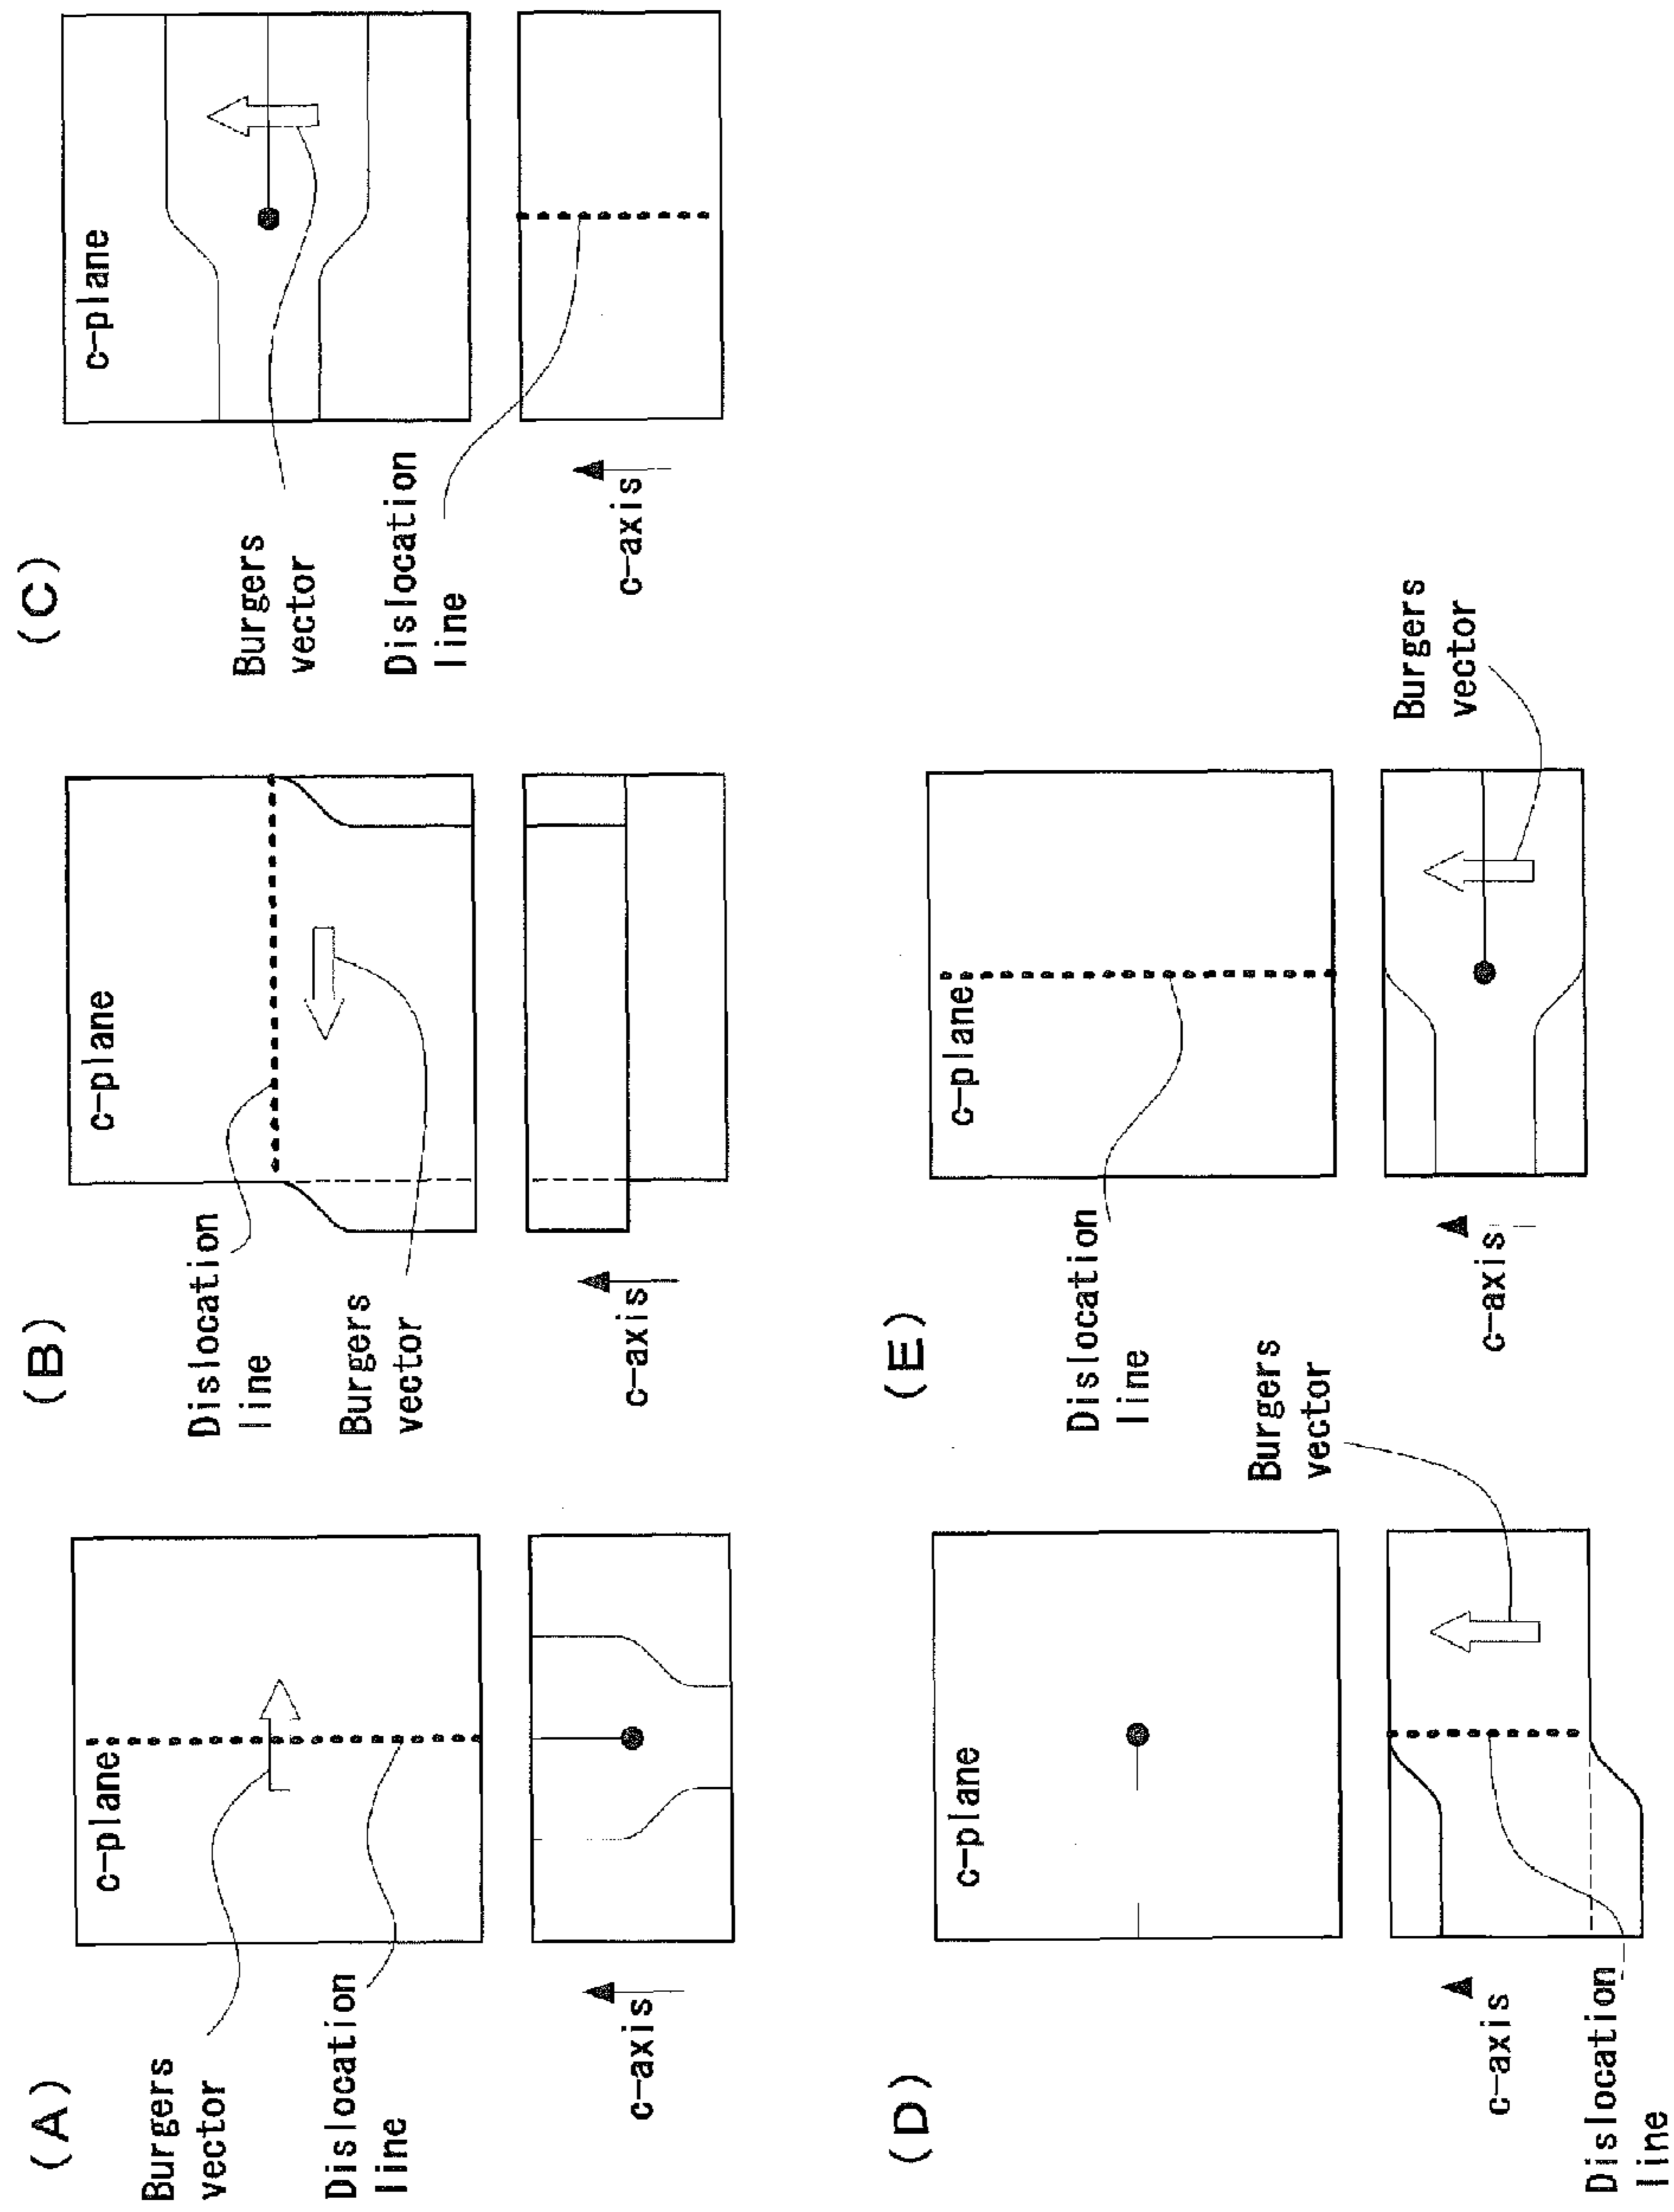 (A)
Burgers
vector
Dislocation
line
c-plane
c-axis
(B)
Dislocation
line
Burgers
vector
c-plane
c-axis
(C)
Burgers
vector
Dislocation
line
c-plane
c-axis
(D)
c-plane
Burgers
vector
c-axis
Dislocation
line
(E)
Dislocation
line
c-plane
Burgers
vector
c-axis